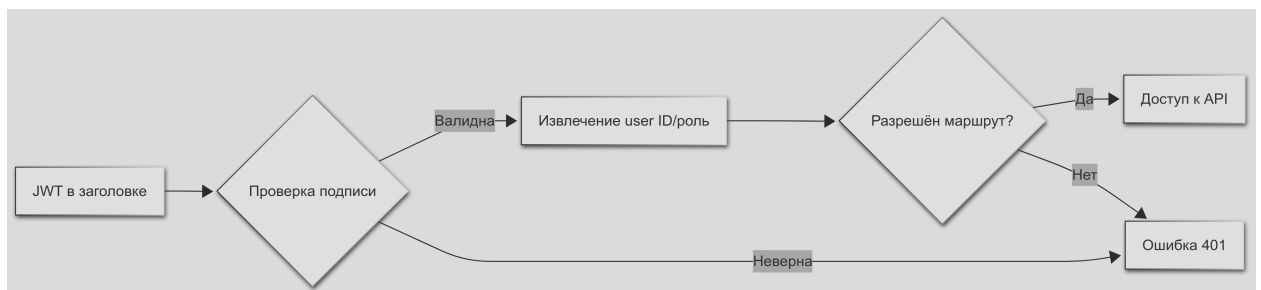 JWT в заголовке
Проверка подписи
Валидна
Извлечение user ID/роль
Разрешён маршрут?
Да
Доступ к API
Нет
Неверна
Ошибка 401